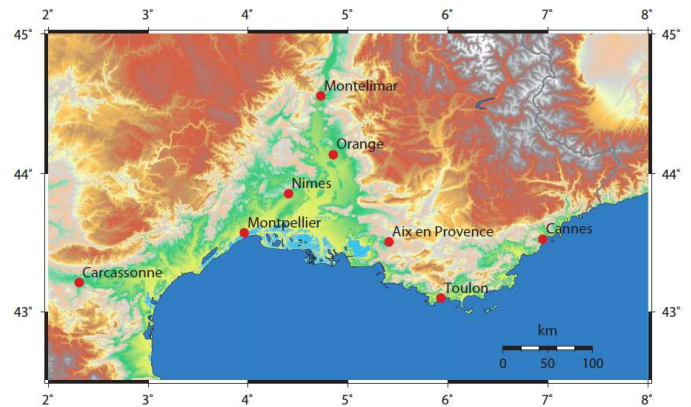 2° 3° 4° 5° 6° 7° 8°
45° 45°
Montelimar
Orange
44° 44°
Nimes
Montpellier Aix en Provence Cannes
Carcassonne
Toulon
43° 43°
km
0 50 100
2° 3° 4° 5° 6° 7° 8°